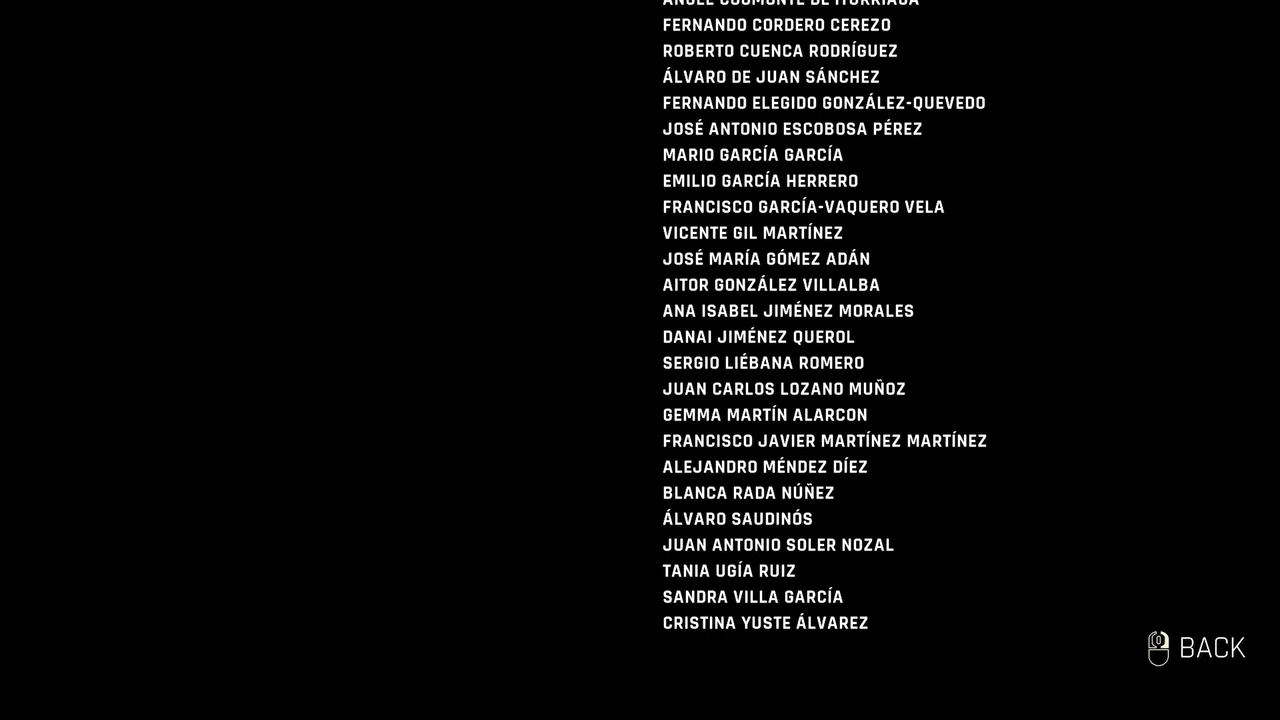 FERNANDO CORDERO CEREZO
ROBERTO CUENCA RODRÍGUEZ
ÁLVARO DE JUAN SÁNCHEZ
FERNANDO ELEGIDO GONZÁLEZ-QUEVEDO
JOSÉ ANTONIO ESCOBOSA PÉREZ
MARIO GARCÍA GARCÍA
EMILIO GARCÍA HERRERO
FRANCISCO GARCÍA-VAQUERO VELA
VICENTE GIL MARTÍNEZ
JOSÉ MARÍA GÓMEZ ADÁN
AITOR GONZÁLEZ VILLALBA
ANA ISABEL JIMÉNEZ MORALES
DANAI JIMÉNEZ QUEROL
SERGIO LIÉBANA ROMERO
JUAN CARLOS LOZANO MUÑOZ
GEMMA MARTÍN ALARCON
FRANCISCO JAVIER MARTÍNEZ MARTÍNEZ
ALEJANDRO MÉNDEZ DÍEZ
BLANCA RADA NÚÑEZ
ÁLVARO SAUDINÓS
JUAN ANTONIO SOLER NOZAL
TANIA UGÍA RUIZ
SANDRA VILLA GARCÍA
CRISTINA YUSTE ÁLVAREZ
BACK